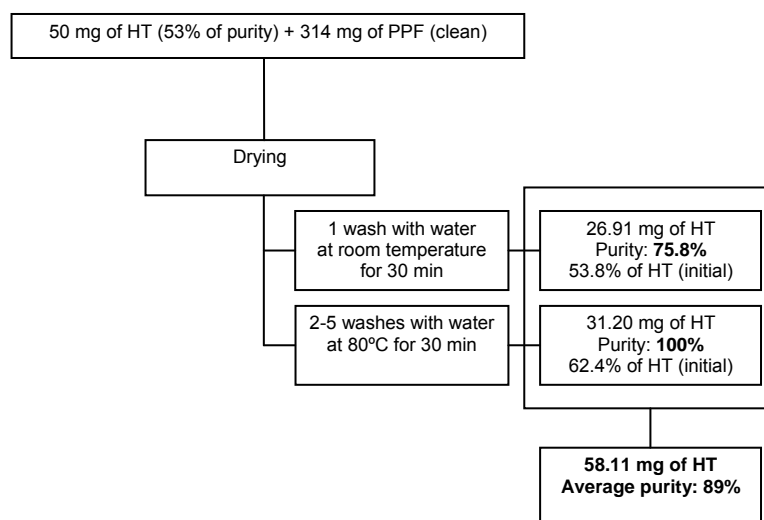 50 mg of HT (53% of purity) + 314 mg of PPF (clean)
Drying
1 wash with water
at room temperature
for 30 min
26.91 mg of HT
Purity: 75.8%
53.8% of HT (initial)
2-5 washes with water
at 80ºC for 30 min
31.20 mg of HT
Purity: 100%
62.4% of HT (initial)
58.11 mg of HT
Average purity: 89%